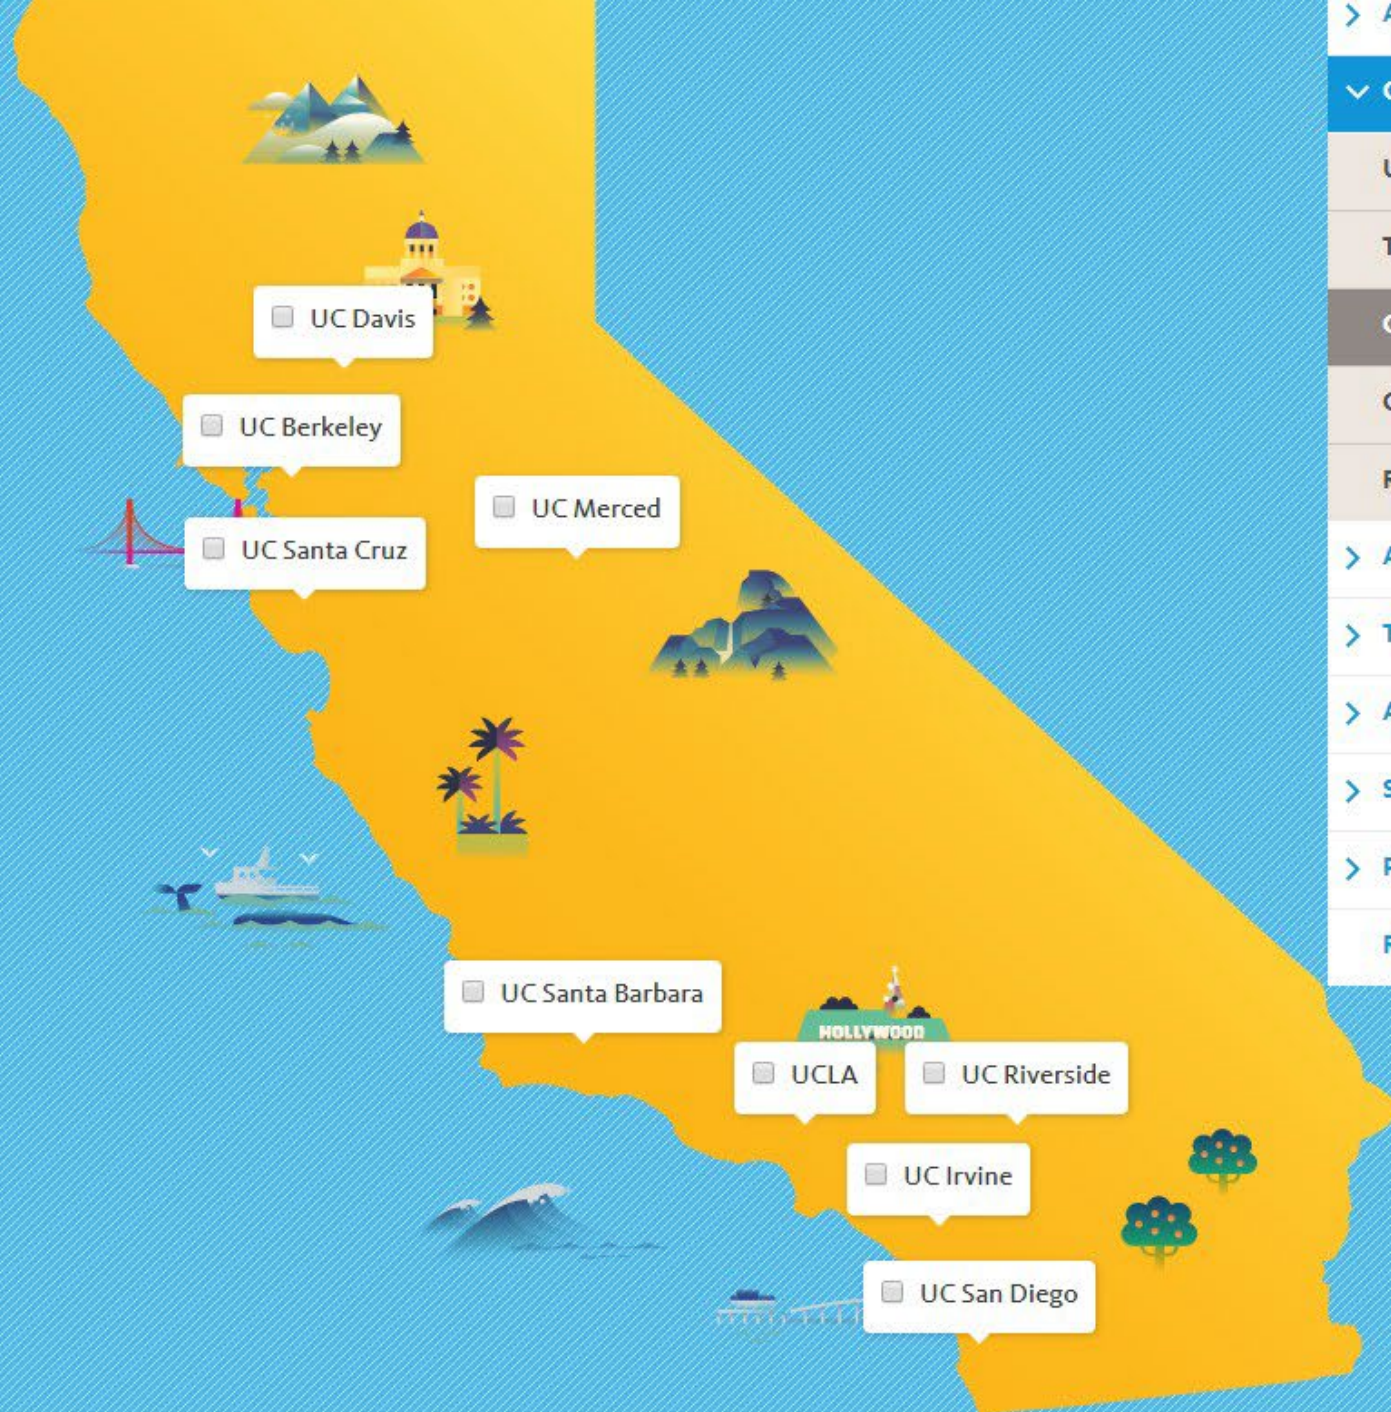 UC Davis
UC Berkeley
UC Merced
UC Santa Cruz
UC Santa Barbara
HOLLYWOOD
UCLA
UC Riverside
UC Irvine
UC San Diego